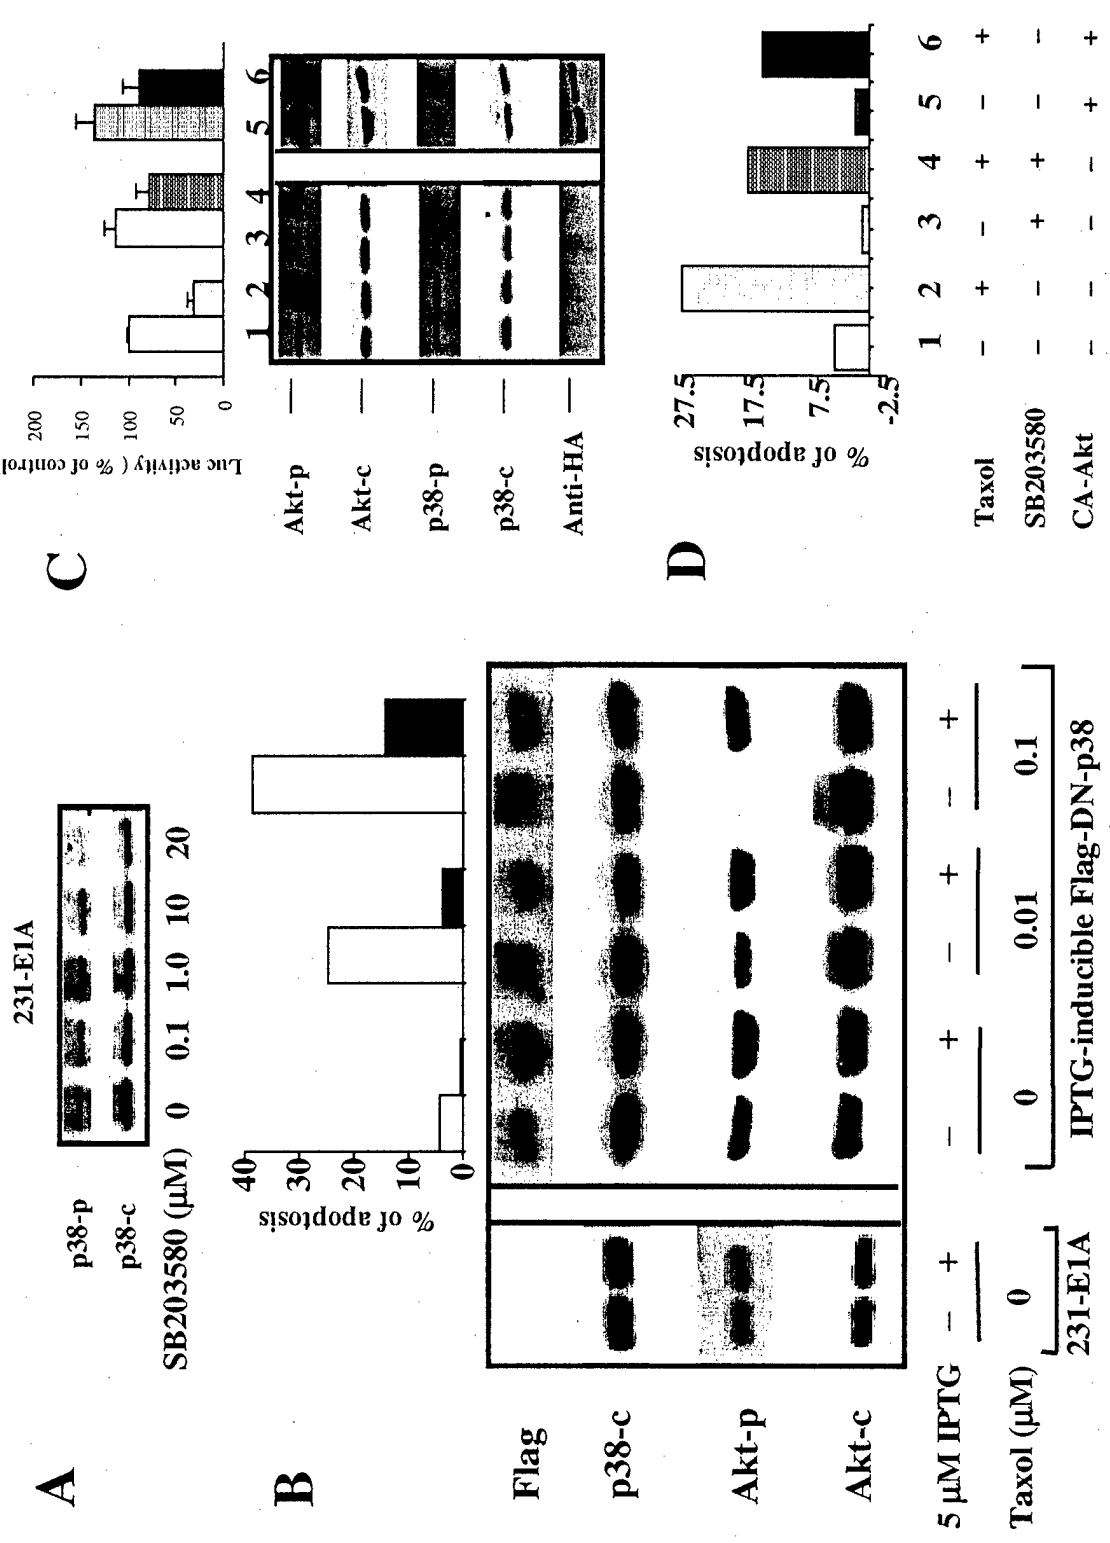 A
231-E1A
p38-p
p38-c
SB203580 (μM) 0 0.1 1.0 10 20
B
% of apoptosis
40
30
20
10
0
Flag
p38-c
Akt-p
Akt-c
5 μM IPTG − + − + − + − +
Taxol (μM) 0 0 0.01 0.1
231-E1A IPTG-inducible Flag-DN-p38
C
Luc activity ( % of control
200
150
100
50
0
1 2 3 4 5 6
Akt-p
Akt-c
p38-p
p38-c
Anti-HA
D
% of apoptosis
27.5
17.5
7.5
-2.5
1 2 3 4 5 6
Taxol − + − + − +
SB203580 − − + + − −
CA-Akt − − − − + +